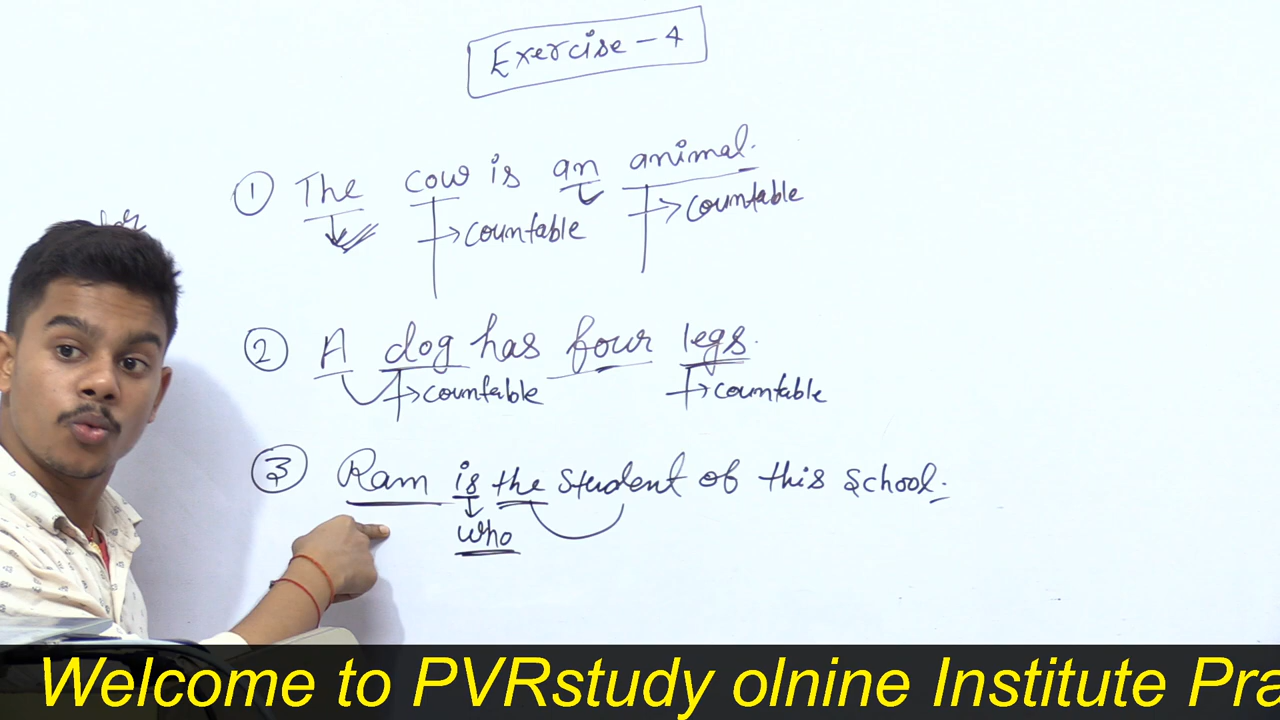 Exercise - 4
① The cow is an animal.
→ countable → countable
② A dog has four legs.
→ countable → countable
③ Ram is the student of this school.
who
Welcome to PVRstudy olnine Institute Pra